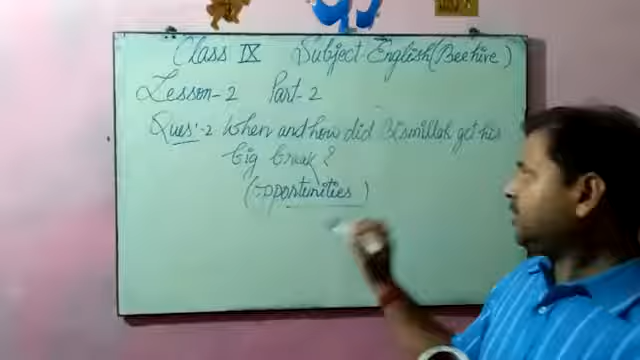 Class IX Subject-English(Beehive)
Lesson-2 Part-2
Ques'-2 When and how did Bismillah get his
big break?
(opportunities)